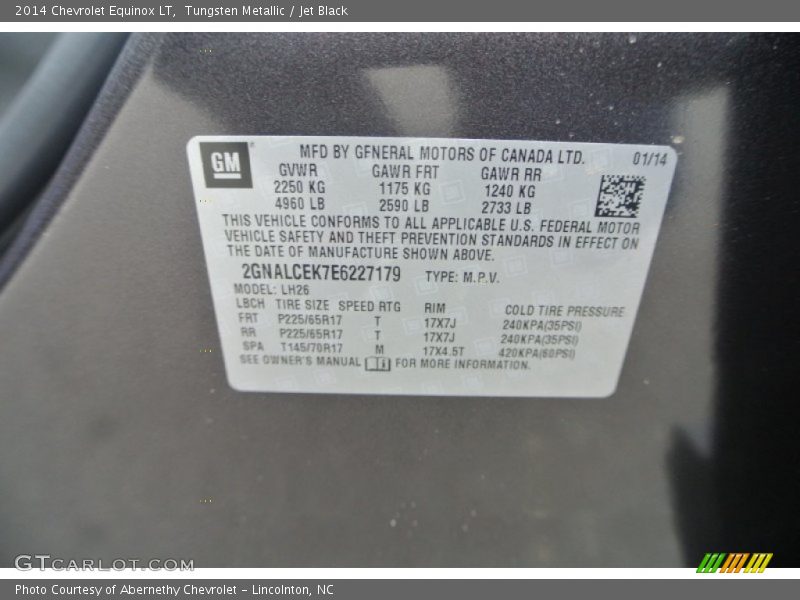 2014 Chevrolet Equinox LT, Tungsten Metallic / Jet Black
GM
MFD BY GENERAL MOTORS OF CANADA LTD. 01/14
GVWR GAWR FRT GAWR RR
2250 KG 1175 KG 1240 KG
4960 LB 2590 LB 2733 LB
THIS VEHICLE CONFORMS TO ALL APPLICABLE U.S. FEDERAL MOTOR
VEHICLE SAFETY AND THEFT PREVENTION STANDARDS IN EFFECT ON
THE DATE OF MANUFACTURE SHOWN ABOVE.
2GNALCEK7E6227179 TYPE: M.P.V.
MODEL: LH26
LBCH TIRE SIZE SPEED RTG RIM COLD TIRE PRESSURE
FRT P225/65R17 T 17X7J 240KPA(35PSI)
RR P225/65R17 T 17X7J 240KPA(35PSI)
SPA T145/70R17 M 17X4.5T 420KPA(60PSI)
SEE OWNER'S MANUAL FOR MORE INFORMATION.
GTCARLOT.COM
Photo Courtesy of Abernethy Chevrolet – Lincolnton, NC